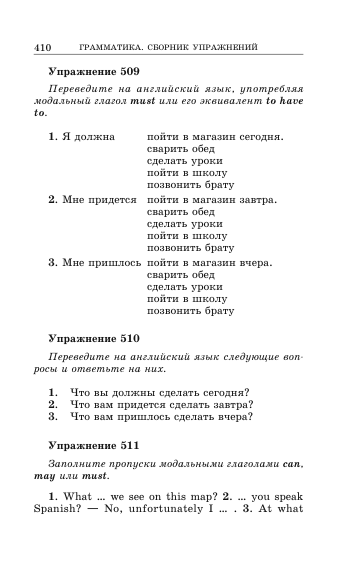 410 ГРАММАТИКА. СБОРНИК УПРАЖНЕНИЙ
Упражнение 509
Переведите на английский язык, употребляя
модальный глагол must или его эквивалент to have
to.
1. Я должна пойти в магазин сегодня.
сварить обед
сделать уроки
пойти в школу
позвонить брату
2. Мне придется пойти в магазин завтра.
сварить обед
сделать уроки
пойти в школу
позвонить брату
3. Мне пришлось пойти в магазин вчера.
сварить обед
сделать уроки
пойти в школу
позвонить брату
Упражнение 510
Переведите на английский язык следующие воп-
росы и ответьте на них.
1. Что вы должны сделать сегодня?
2. Что вам придется сделать завтра?
3. Что вам пришлось сделать вчера?
Упражнение 511
Заполните пропуски модальными глаголами can,
may или must.
1. What ... we see on this map? 2. ... you speak
Spanish? — No, unfortunately I ... . 3. At what